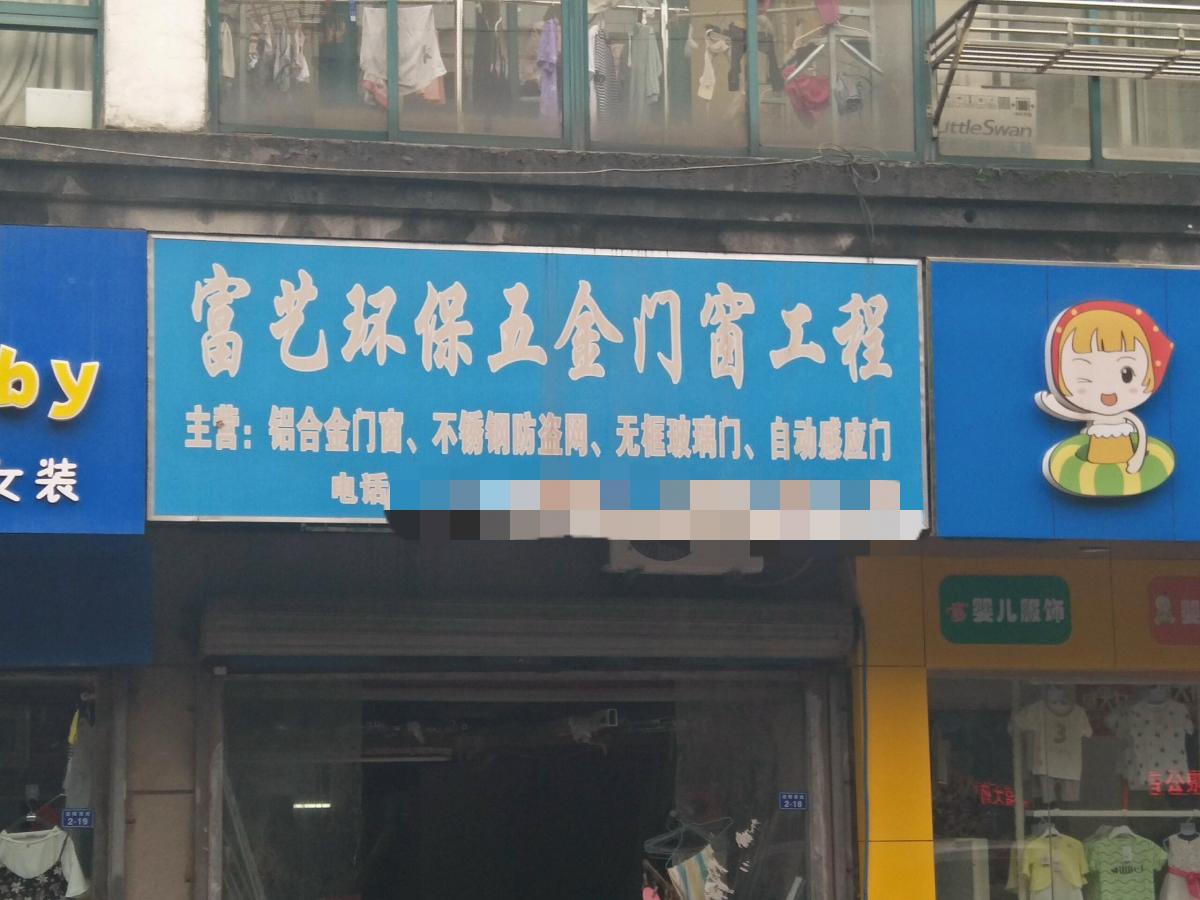 LittleSwan
富艺环保五金门窗工程
主营：铝合金门窗、不锈钢防盗网、无框玻璃门、自动感应门
电话
by
女装
婴儿服饰
2-19
2-18
3